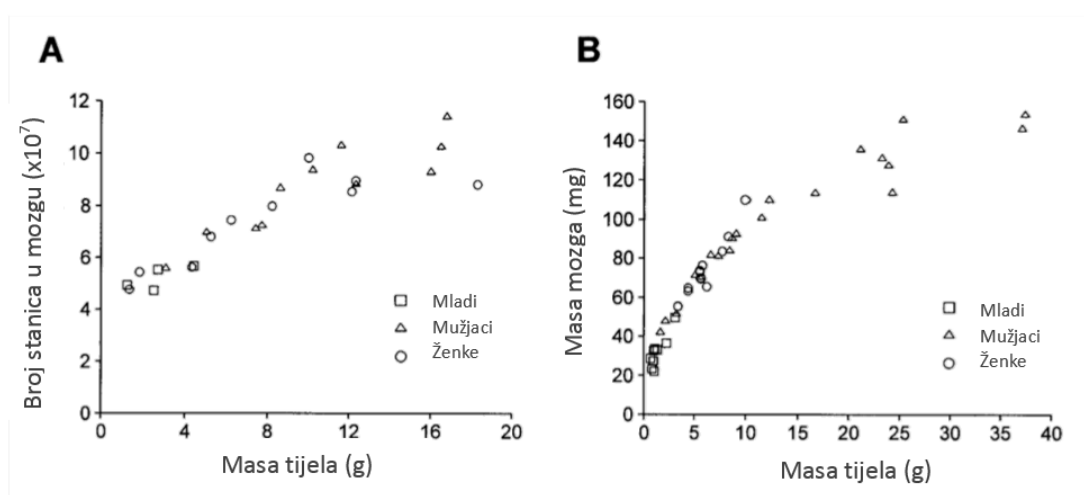 A
Broj stanica u mozgu (x10⁷)
12
10
8
6
4
2
0
0 4 8 12 16 20
Masa tijela (g)
Mladi
Mužjaci
Ženke
B
Masa mozga (mg)
160
140
120
100
80
60
40
20
0
0 5 10 15 20 25 30 35 40
Masa tijela (g)
Mladi
Mužjaci
Ženke